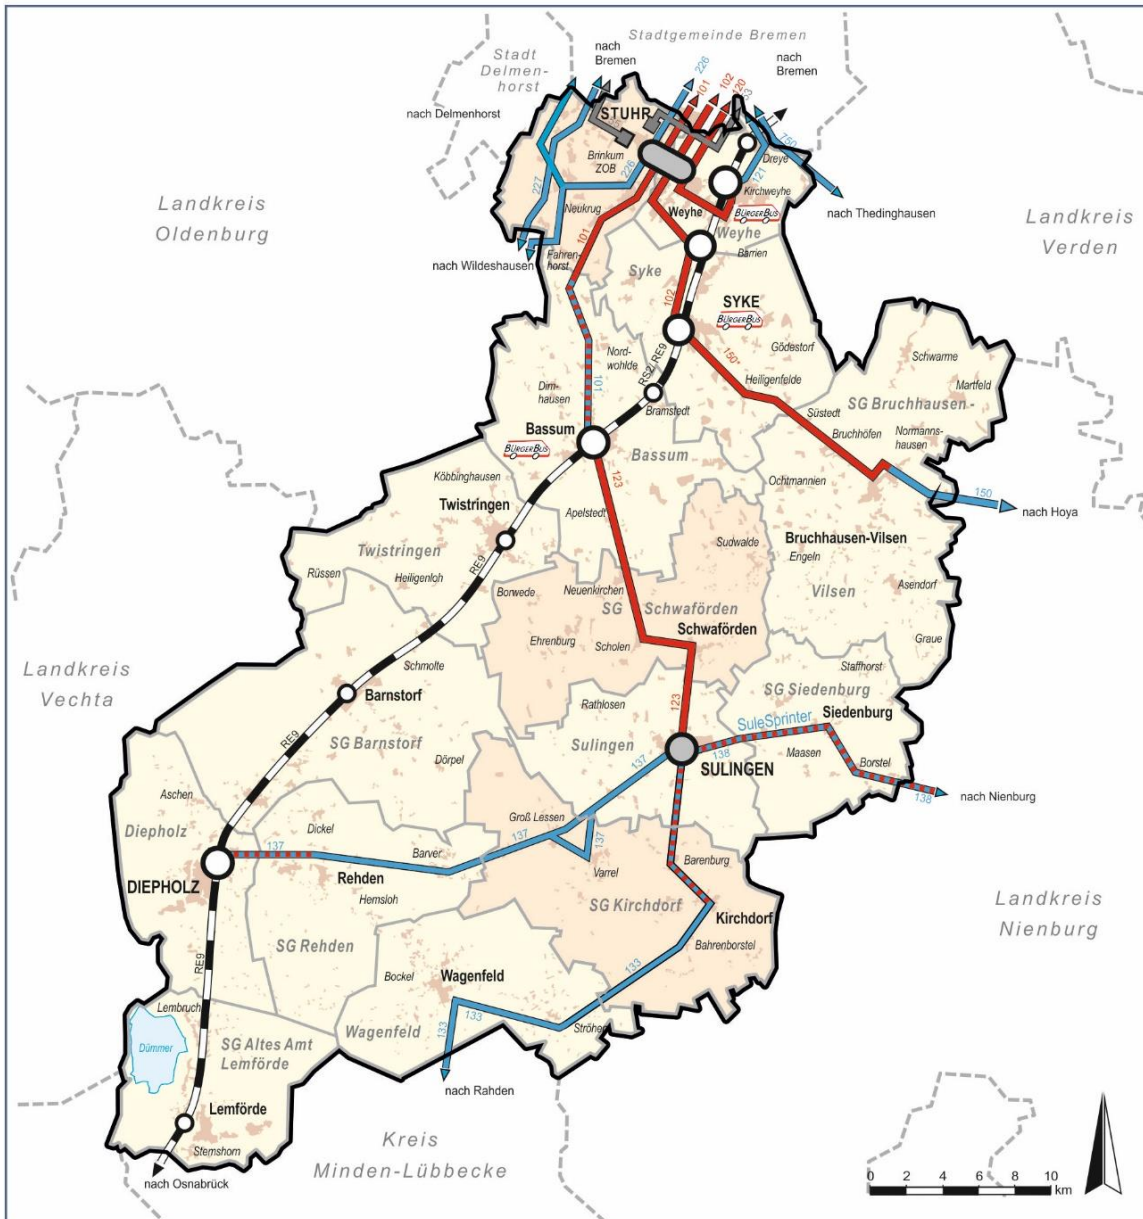 Stadtgemeinde Bremen
Stadt
Delmen-
horst
nach
Bremen
226
101
102
120
nach
Bremen
nach Delmenhorst
STUHR
750
Brinkum
ZOB
226
Dreye
121
Kirchweyhe
227
Neukrug
Weyhe
BÜRGERBUS
nach Thedinghausen
Landkreis
Oldenburg
Landkreis
Verden
101
Weyhe
Barrien
Fahren-
horst
nach Wildeshausen
Syke
102
SYKE
BÜRGERBUS
Gödestorf
Nord-
wohlde
RS2/RE9
150*
Schwarme
Martfeld
101
Dim-
hausen
Heiligenfelde
SG Bruchhausen-
Bramstedt
Süstedt
Bruchhöfen
Normanns-
hausen
Bassum
BÜRGERBUS
Bassum
123
Köbbinghausen
Ochtmannien
150
nach Hoya
Twistringen
Apelstedt
Sudwalde
Bruchhausen-Vilsen
Engeln
Twistringen
RE9
Rüssen
Heiligenloh
Borwede
Neuenkirchen
SG Schwaförden
Vilsen
Asendorf
Schwaförden
Ehrenburg
Scholen
Graue
Landkreis
Vechta
Schmolte
Staffhorst
Barnstorf
SG Siedenburg
Rathlosen
123
Siedenburg
SuleSprinter
RE9
SG Barnstorf
Sulingen
Dörpel
137
138
SULINGEN
Maasen
Borstel
138
nach Nienburg
Aschen
Diepholz
Dickel
Groß Lessen
137
137
137
Barver
DIEPHOLZ
Rehden
Varrel
Barenburg
Hemsloh
SG Kirchdorf
Kirchdorf
Landkreis
Nienburg
SG Rehden
Bahrenborstel
RE9
Bockel
Wagenfeld
133
133
Lembruch
133
Wagenfeld
Ströhen
SG Altes Amt
Lemförde
Dümmer
nach Rahden
Lemförde
Kreis
Minden-Lübbecke
Stemshorn
nach Osnabrück
0 2 4 6 8 10
km